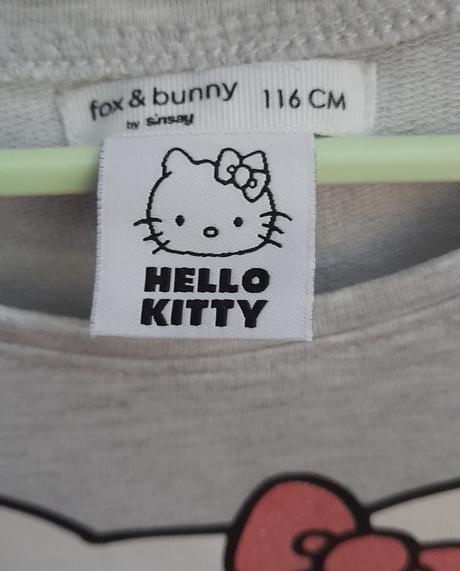 fox & bunny 116 CM
by sinsay
HELLO
KITTY